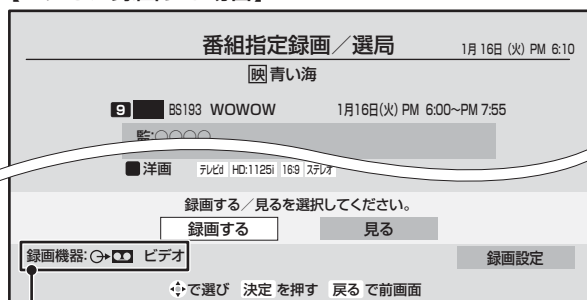 番組指定録画／選局 1月16日(火) PM 6:10
映 青い海
9 BS193 WOWOW 1月16日(火) PM 6:00~PM 7:55
監:○○○○
■洋画 テレビd HD:1125i 16:9 ステレオ
録画する／見るを選択してください。
録画する 見る
録画機器: ビデオ 録画設定
で選び 決定 を押す 戻る で前画面